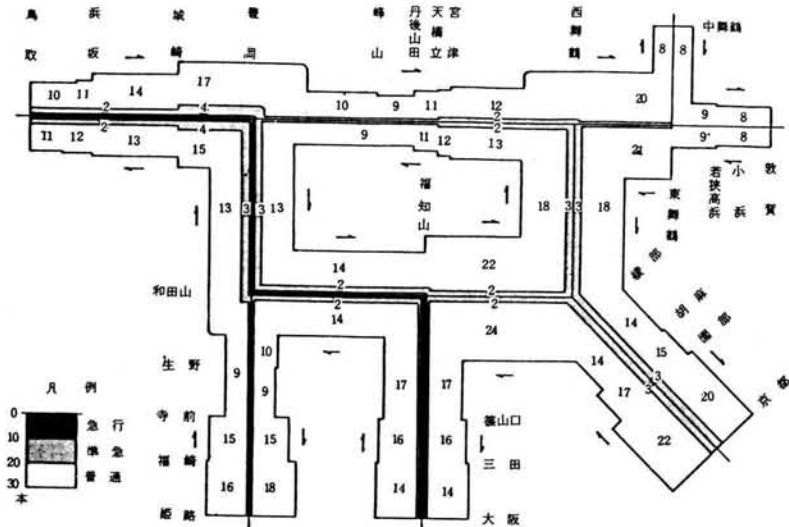 鳥取
浜坂
城崎
豊岡
峰山
丹後山田
天橋立
宮津
西舞鶴
中舞鶴
8 8
17
10 11 14
20
10 9 11 12
2 4
2
9 8
2 4
2
9 8
11 12 13 15
9 11 12 13
21
若狭高浜
小浜
敦賀
東舞鶴
福知山
13 3 3 13
18 3 3 18
綾部
胡麻
園部
京都
14 22
和田山
2 2
2 2
14 24
14 15 20
3
3
14 17 22
生野
10
9 9
17 17
凡例
0
10
20
30
本
急行
準急
普通
寺前
篠山口
15 15
16 16
福崎
三田
16 18
14 14
姫路
大阪